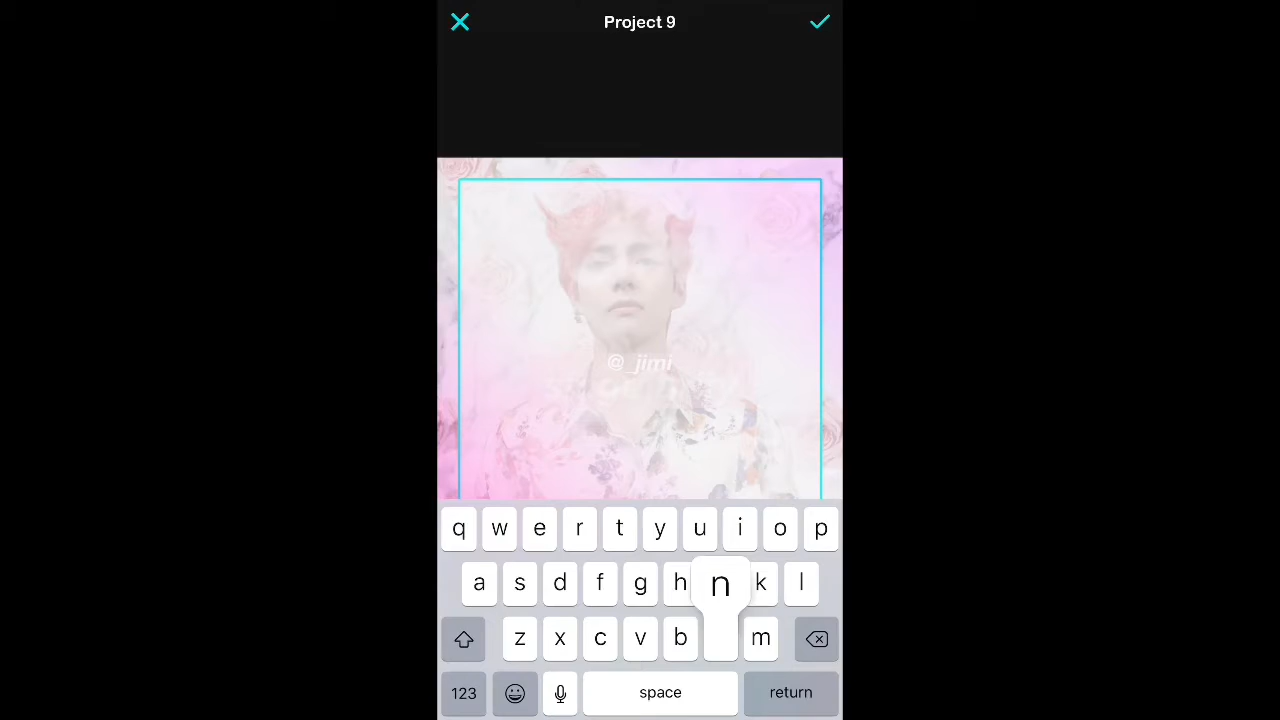 Project 9
@_jimi
q w e r t y u i o p
a s d f g h n k l
z x c v b m
123 space return